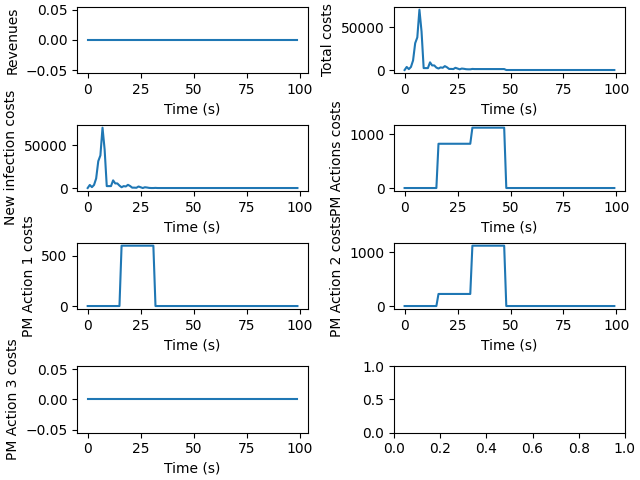 Revenues
0.05
0.00
−0.05
0 25 50 75 100
Time (s)
Total costs
50000
0
0 25 50 75 100
Time (s)
New infection costs
50000
0
0 25 50 75 100
Time (s)
PM Actions costs
1000
0
0 25 50 75 100
Time (s)
PM Action 1 costs
500
0
0 25 50 75 100
Time (s)
PM Action 2 costs
1000
0
0 25 50 75 100
Time (s)
PM Action 3 costs
0.05
0.00
−0.05
0 25 50 75 100
Time (s)
1.0
0.5
0.0
0.0 0.2 0.4 0.6 0.8 1.0